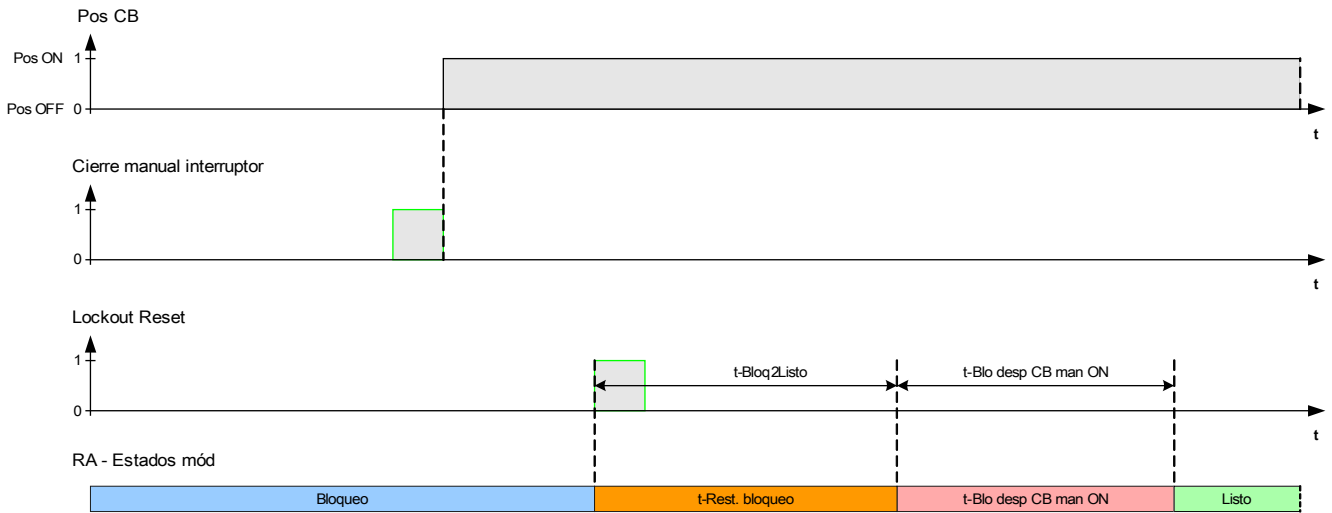 Pos CB
Pos ON 1
Pos OFF 0
t
Cierre manual interruptor
1
0
t
Lockout Reset
1
t-Bloq2Listo t-Blo desp CB man ON
0
t
RA - Estados mód
Bloqueo t-Rest. bloqueo t-Blo desp CB man ON Listo